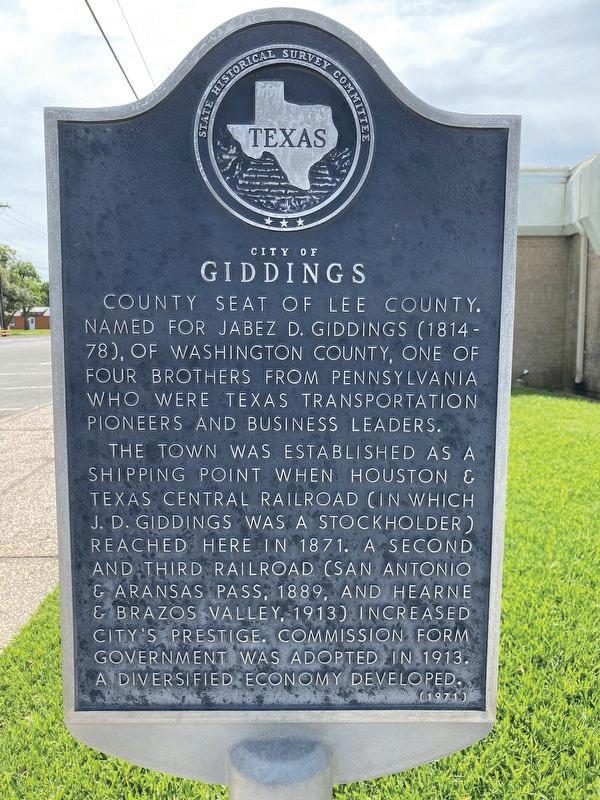 STATE HISTORICAL SURVEY COMMITTEE
TEXAS
CITY OF
GIDDINGS
COUNTY SEAT OF LEE COUNTY.
NAMED FOR JABEZ D. GIDDINGS (1814-
78), OF WASHINGTON COUNTY, ONE OF
FOUR BROTHERS FROM PENNSYLVANIA
WHO WERE TEXAS TRANSPORTATION
PIONEERS AND BUSINESS LEADERS.
THE TOWN WAS ESTABLISHED AS A
SHIPPING POINT WHEN HOUSTON &
TEXAS CENTRAL RAILROAD (IN WHICH
J. D. GIDDINGS WAS A STOCKHOLDER)
REACHED HERE IN 1871. A SECOND
AND THIRD RAILROAD (SAN ANTONIO
& ARANSAS PASS, 1889, AND HEARNE
& BRAZOS VALLEY, 1913) INCREASED
CITY'S PRESTIGE. COMMISSION FORM
GOVERNMENT WAS ADOPTED IN 1913.
A DIVERSIFIED ECONOMY DEVELOPED.
(1971)